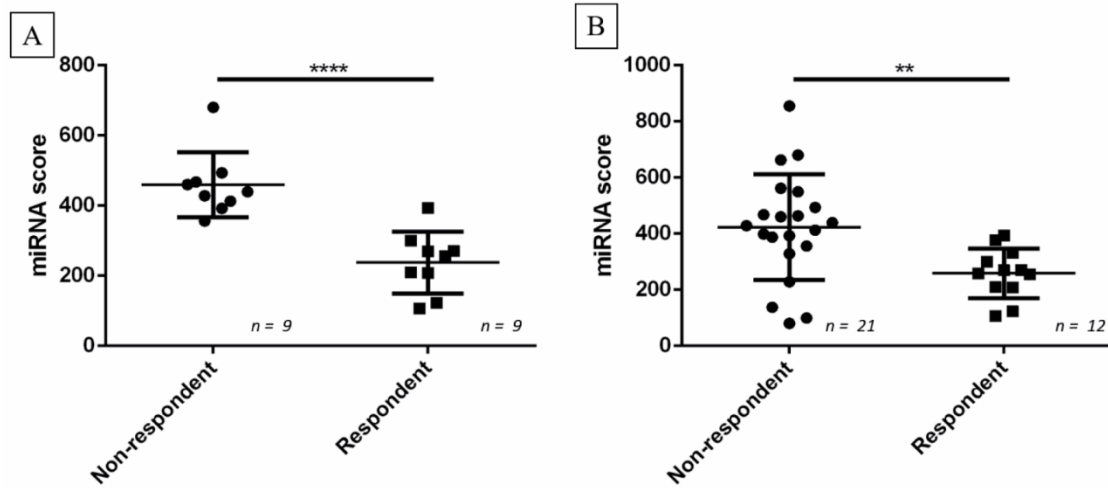 A
miRNA score
800
600
400
200
0
****
n = 9
n = 9
Non-respondent
Respondent
B
miRNA score
1000
800
600
400
200
0
**
n = 21
n = 12
Non-respondent
Respondent